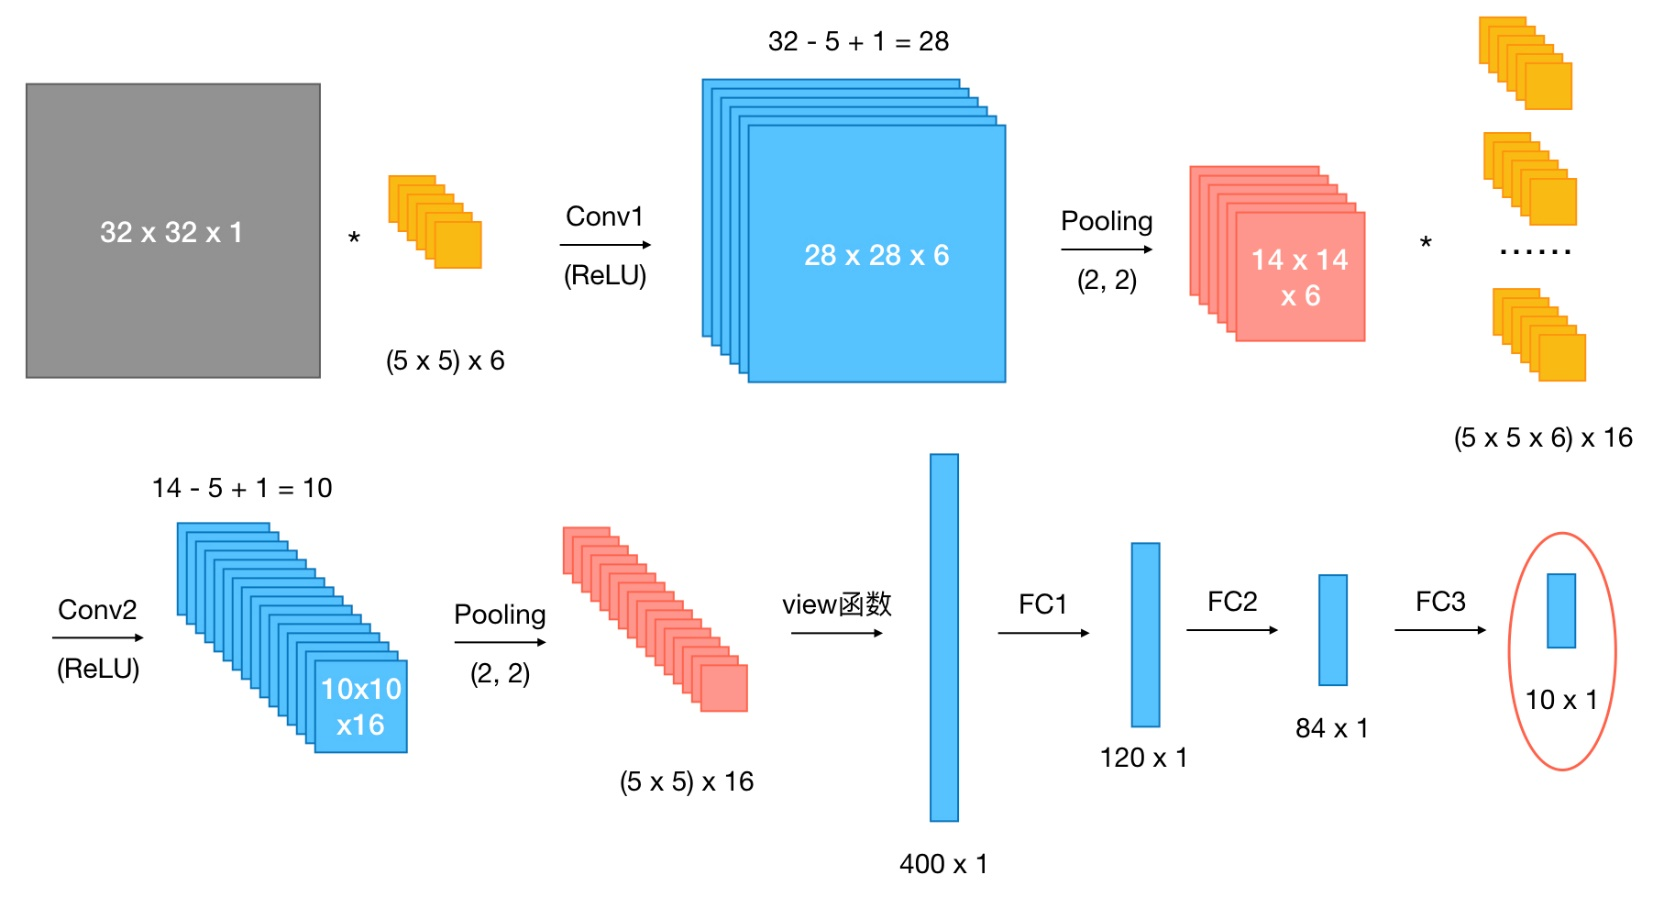 32 - 5 + 1 = 28
32 x 32 x 1
*
(5 x 5) x 6
Conv1
(ReLU)
28 x 28 x 6
Pooling
(2, 2)
14 x 14
x 6
*
······
(5 x 5 x 6) x 16
Conv2
(ReLU)
14 - 5 + 1 = 10
10x10
x16
Pooling
(2, 2)
(5 x 5) x 16
view函数
400 x 1
FC1
120 x 1
FC2
84 x 1
FC3
10 x 1